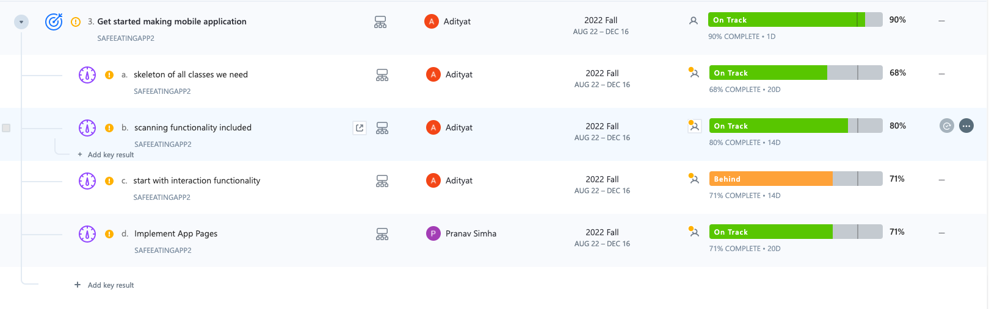 3. Get started making mobile application
SAFEEATINGAPP2
A Adityat
2022 Fall
AUG 22 – DEC 16
On Track
90%
90% COMPLETE • 1D
—
a. skeleton of all classes we need
SAFEEATINGAPP2
A Adityat
2022 Fall
AUG 22 – DEC 16
On Track
68%
68% COMPLETE • 20D
—
b. scanning functionality included
SAFEEATINGAPP2
A Adityat
2022 Fall
AUG 22 – DEC 16
On Track
80%
80% COMPLETE • 14D
+ Add key result
c. start with interaction functionality
SAFEEATINGAPP2
A Adityat
2022 Fall
AUG 22 – DEC 16
Behind
71%
71% COMPLETE • 14D
—
d. Implement App Pages
SAFEEATINGAPP2
P Pranav Simha
2022 Fall
AUG 22 – DEC 16
On Track
71%
71% COMPLETE • 20D
—
+ Add key result